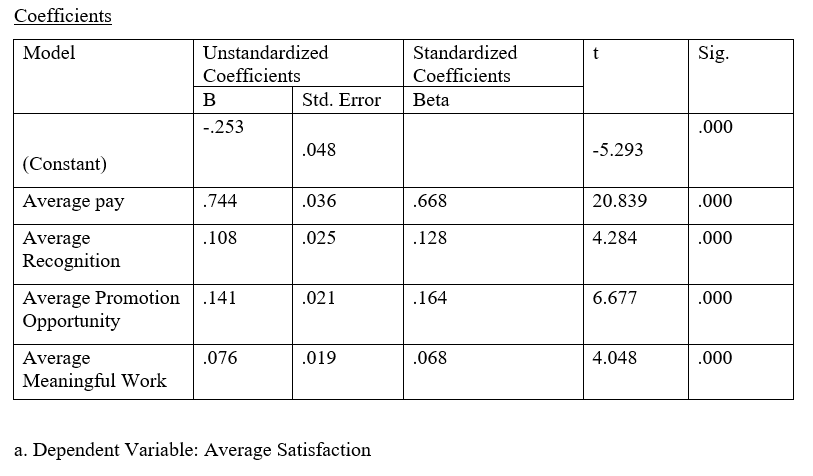 Coefficients
Model Unstandardized Coefficients Standardized Coefficients t Sig.
B Std. Error Beta
(Constant) -.253 .048 -5.293 .000
Average pay .744 .036 .668 20.839 .000
Average Recognition .108 .025 .128 4.284 .000
Average Promotion Opportunity .141 .021 .164 6.677 .000
Average Meaningful Work .076 .019 .068 4.048 .000
a. Dependent Variable: Average Satisfaction